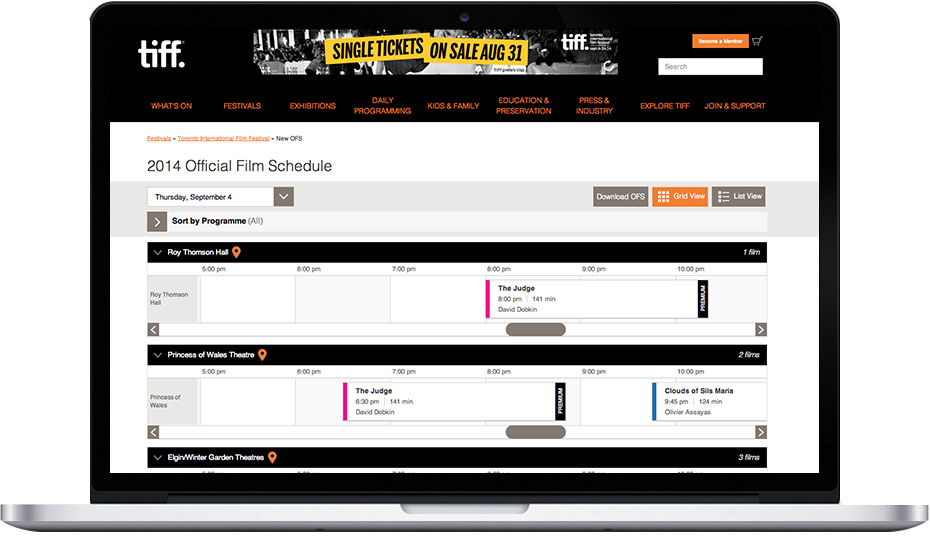 tiff.
SINGLE TICKETS ON SALE AUG 31
tiff.
toronto
international
film festival
TIFF prefers Visa
Become a Member
Search
WHAT'S ON
FESTIVALS
EXHIBITIONS
DAILY
PROGRAMMING
KIDS & FAMILY
EDUCATION &
PRESERVATION
PRESS &
INDUSTRY
EXPLORE TIFF
JOIN & SUPPORT
Festivals » Toronto International Film Festival » New OFS
2014 Official Film Schedule
Thursday, September 4
Download OFS
Grid View
List View
Sort by Programme (All)
Roy Thomson Hall
1 film
5:00 pm 6:00 pm 7:00 pm 8:00 pm 9:00 pm 10:00 pm
Roy Thomson
Hall
The Judge
8:00 pm | 141 min
David Dobkin
PREMIUM
Princess of Wales Theatre
2 films
5:00 pm 6:00 pm 7:00 pm 8:00 pm 9:00 pm 10:00 pm
Princess of
Wales
The Judge
6:30 pm | 141 min
David Dobkin
PREMIUM
Clouds of Sils Maria
9:45 pm | 124 min
Olivier Assayas
Elgin/Winter Garden Theatres
3 films